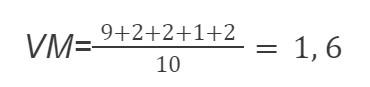 VM= 9+2+2+1+2 / 10 = 1,6